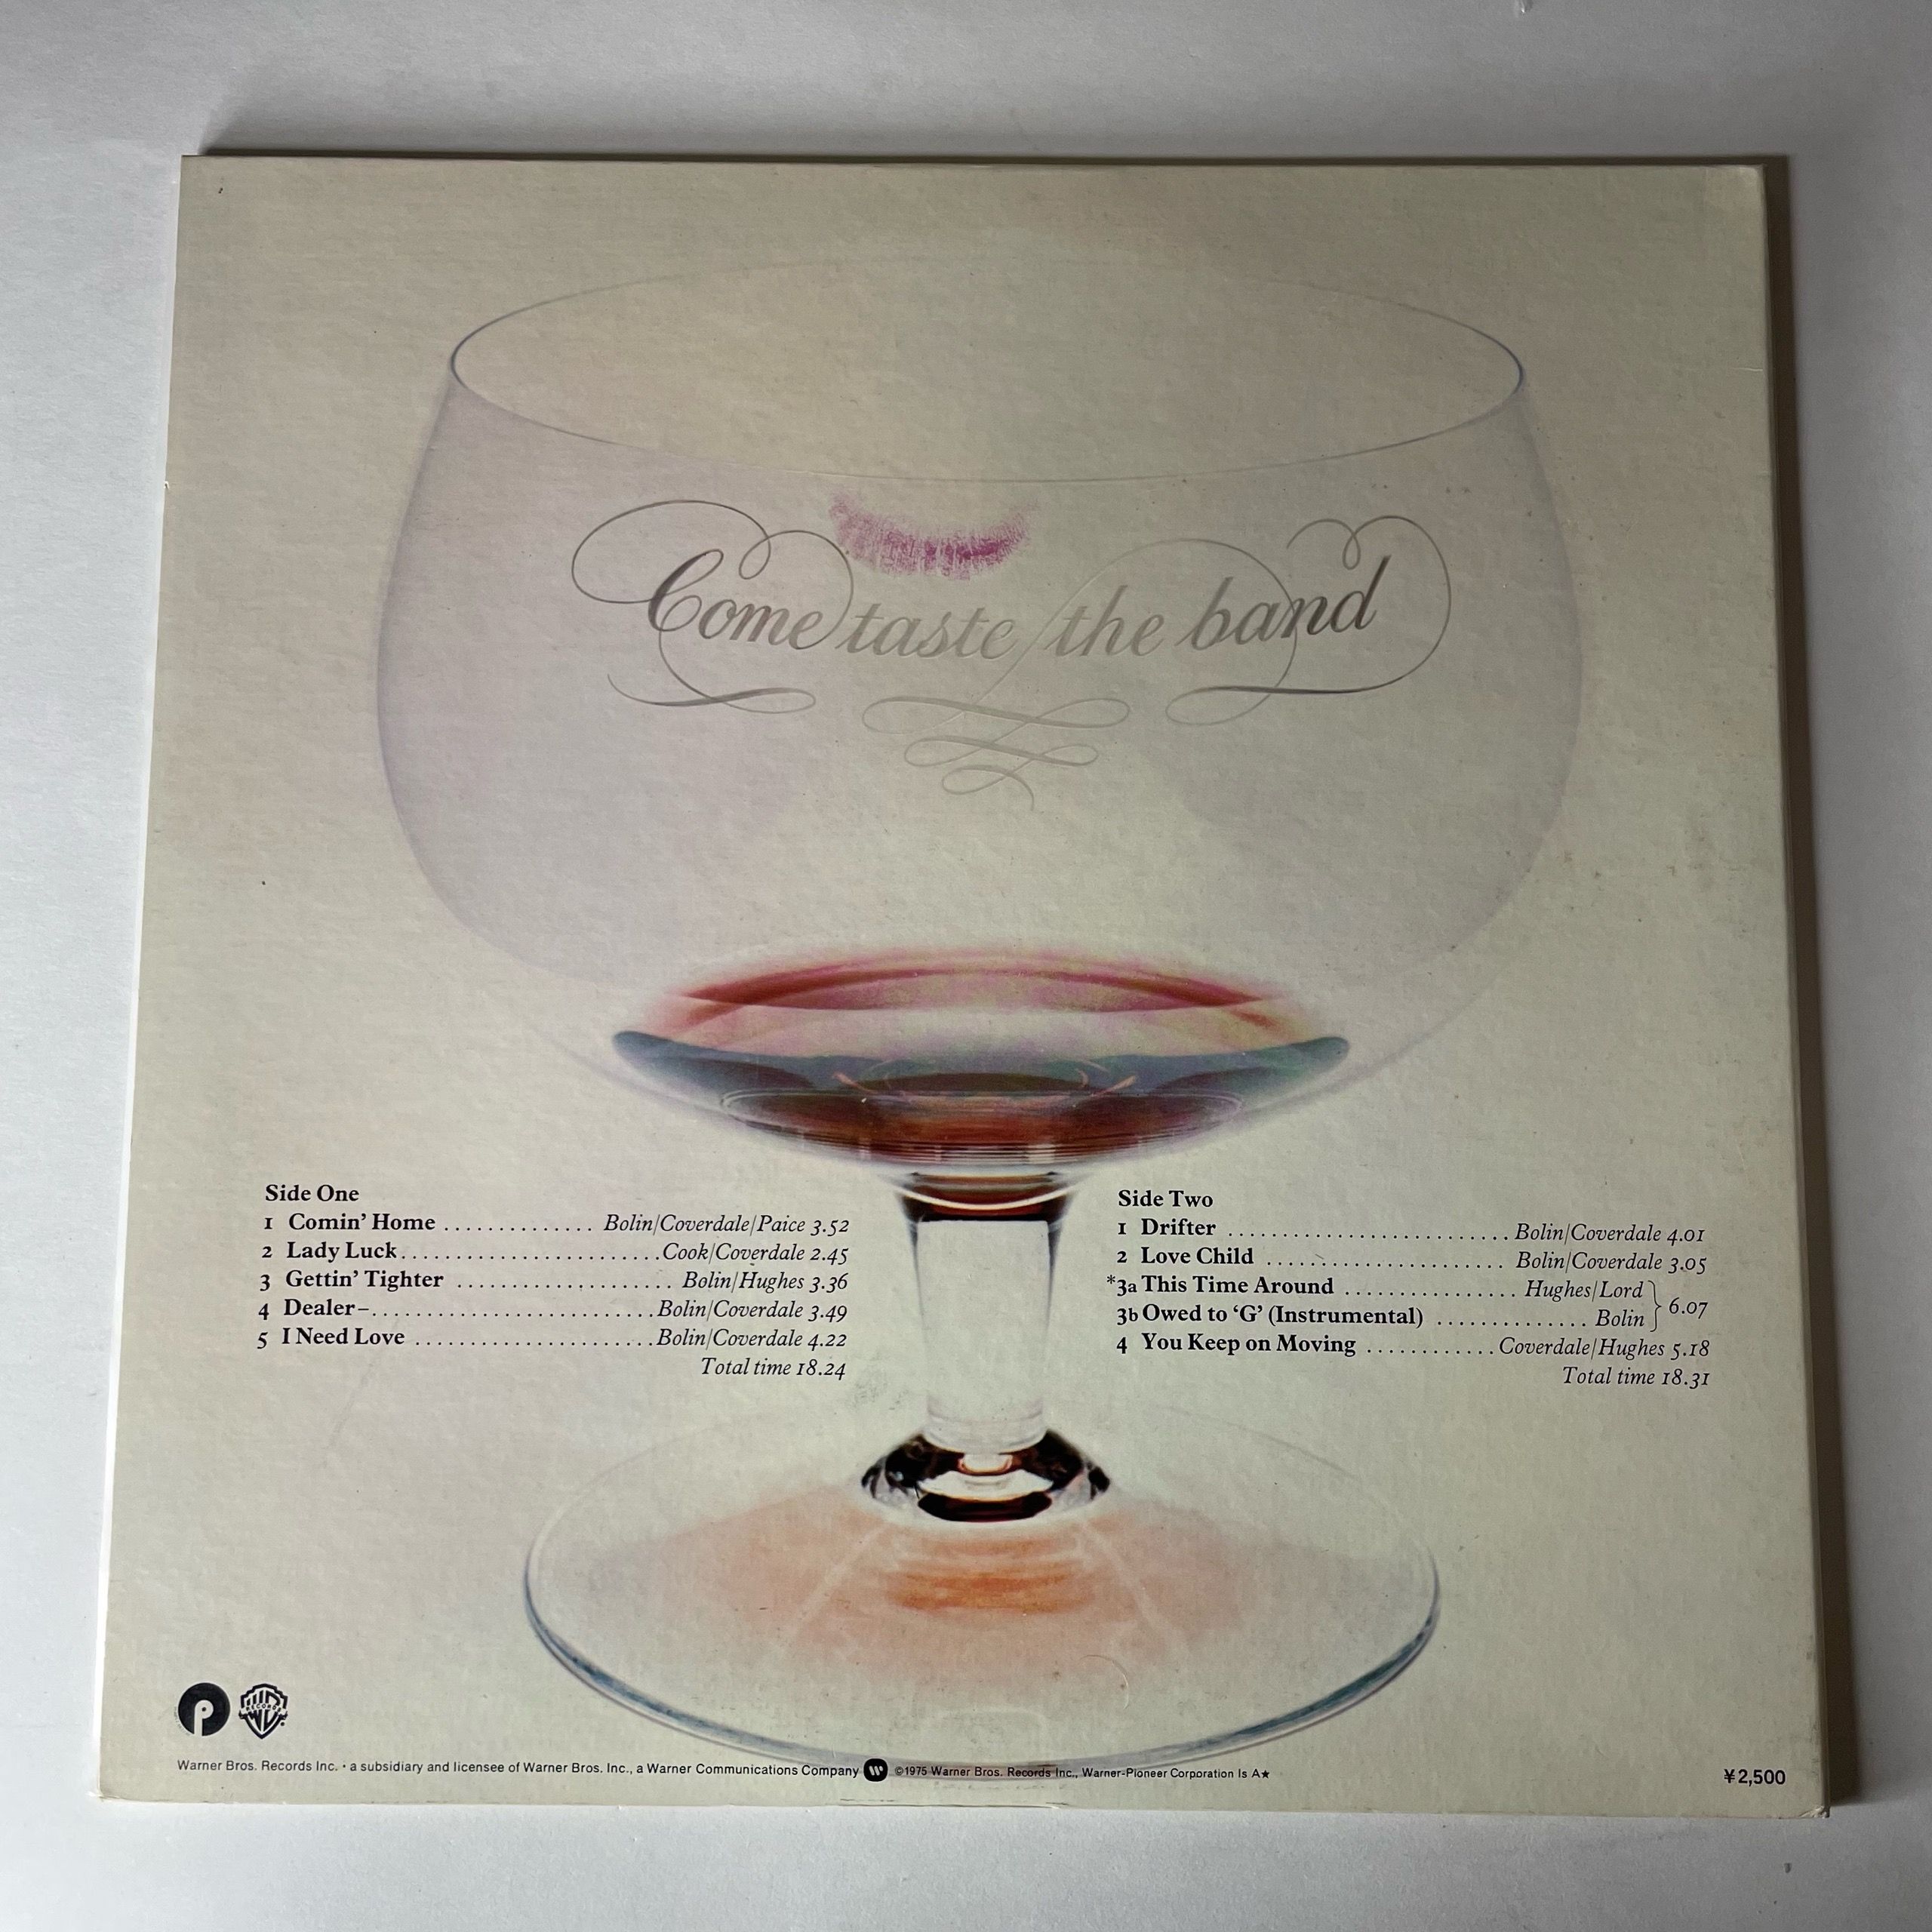 Come taste the band
Side One
1 Comin' Home .............. Bolin/Coverdale/Paice 3.52
2 Lady Luck........................Cook/Coverdale 2.45
3 Gettin' Tighter .................... Bolin/Hughes 3.36
4 Dealer–..........................Bolin/Coverdale 3.49
5 I Need Love ......................Bolin/Coverdale 4.22
Total time 18.24
Side Two
1 Drifter ..........................Bolin/Coverdale 4.01
2 Love Child ...................... Bolin/Coverdale 3.05
*3a This Time Around ................ Hughes/Lord
3b Owed to 'G' (Instrumental) .............. Bolin } 6.07
4 You Keep on Moving ............Coverdale/Hughes 5.18
Total time 18.31
P
RECORDS
Warner Bros. Records Inc. · a subsidiary and licensee of Warner Bros. Inc., a Warner Communications Company ©1975 Warner Bros. Records Inc., Warner-Pioneer Corporation Is A★
¥2,500